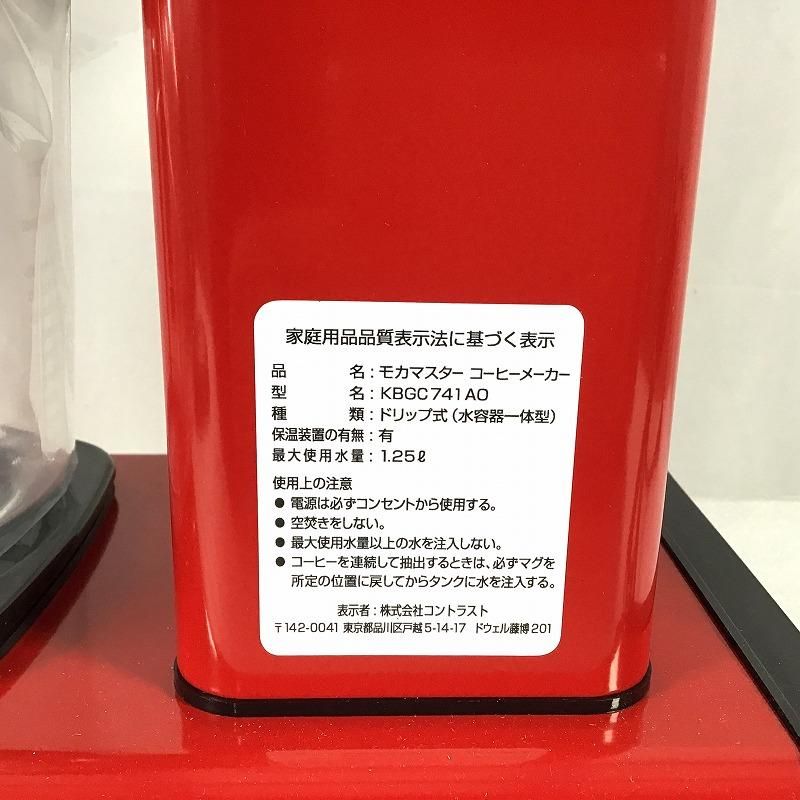 家庭用品品質表示法に基づく表示
品　　名：モカマスター コーヒーメーカー
型　　名：KBGC741AO
種　　類：ドリップ式（水容器一体型）
保温装置の有無：有
最大使用水量：1.25ℓ
使用上の注意
● 電源は必ずコンセントから使用する。
● 空焚きをしない。
● 最大使用水量以上の水を注入しない。
● コーヒーを連続して抽出するときは、必ずマグを
所定の位置に戻してからタンクに水を注入する。
表示者：株式会社コントラスト
〒142-0041 東京都品川区戸越5-14-17 ドウェル藤博 201